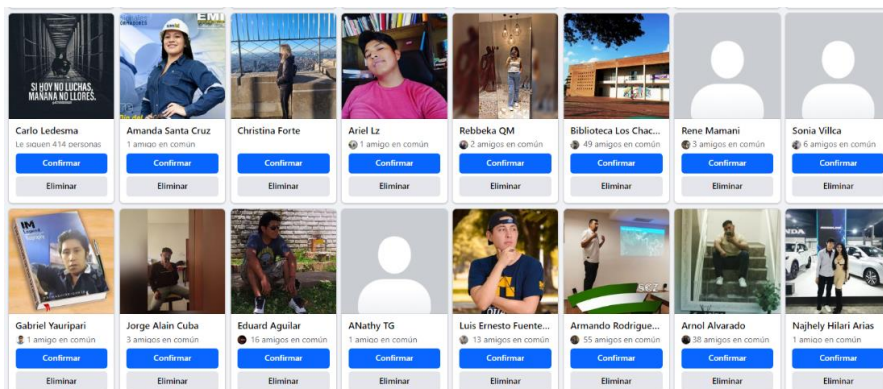 SI HOY NO LUCHAS,
MAÑANA NO LLORES.
EMI
Carlo Ledesma
Le siguen 414 personas
Confirmar
Eliminar
Amanda Santa Cruz
1 amigo en común
Confirmar
Eliminar
Christina Forte
Confirmar
Eliminar
Ariel Lz
1 amigo en común
Confirmar
Eliminar
Rebbeka QM
2 amigos en común
Confirmar
Eliminar
Biblioteca Los Chac...
49 amigos en común
Confirmar
Eliminar
Rene Mamani
3 amigos en común
Confirmar
Eliminar
Sonia Villca
6 amigos en común
Confirmar
Eliminar
IM
Gabriel Yauripari
1 amigo en común
Confirmar
Eliminar
Jorge Alain Cuba
3 amigos en común
Confirmar
Eliminar
Eduard Aguilar
16 amigos en común
Confirmar
Eliminar
ANathy TG
1 amigo en común
Confirmar
Eliminar
Luis Ernesto Fuente...
13 amigos en común
Confirmar
Eliminar
SCZ
Armando Rodrigue...
55 amigos en común
Confirmar
Eliminar
Arnol Alvarado
38 amigos en común
Confirmar
Eliminar
Najhely Hilari Arias
1 amigo en común
Confirmar
Eliminar